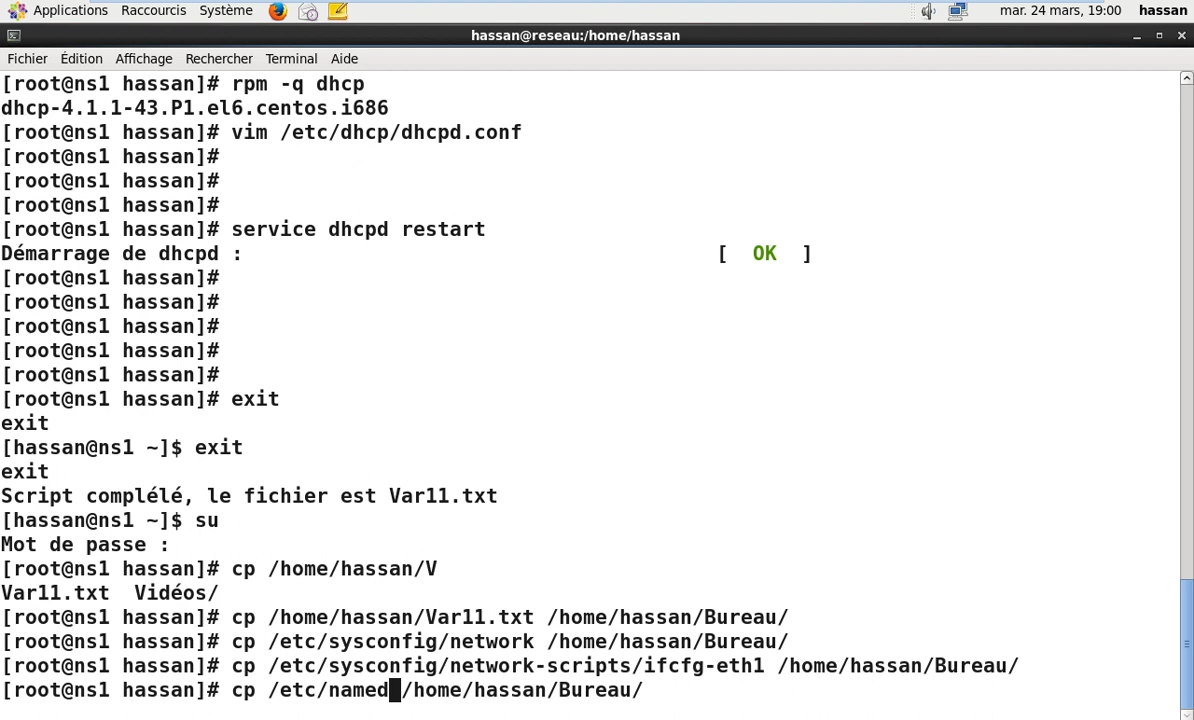 Applications Raccourcis Système mar. 24 mars, 19:00 hassan
hassan@reseau:/home/hassan
Fichier Édition Affichage Rechercher Terminal Aide
[root@ns1 hassan]# rpm -q dhcp
dhcp-4.1.1-43.P1.el6.centos.i686
[root@ns1 hassan]# vim /etc/dhcp/dhcpd.conf
[root@ns1 hassan]#
[root@ns1 hassan]#
[root@ns1 hassan]#
[root@ns1 hassan]# service dhcpd restart
Démarrage de dhcpd : [ OK ]
[root@ns1 hassan]#
[root@ns1 hassan]#
[root@ns1 hassan]#
[root@ns1 hassan]#
[root@ns1 hassan]#
[root@ns1 hassan]# exit
exit
[hassan@ns1 ~]$ exit
exit
Script complélé, le fichier est Var11.txt
[hassan@ns1 ~]$ su
Mot de passe :
[root@ns1 hassan]# cp /home/hassan/V
Var11.txt Vidéos/
[root@ns1 hassan]# cp /home/hassan/Var11.txt /home/hassan/Bureau/
[root@ns1 hassan]# cp /etc/sysconfig/network /home/hassan/Bureau/
[root@ns1 hassan]# cp /etc/sysconfig/network-scripts/ifcfg-eth1 /home/hassan/Bureau/
[root@ns1 hassan]# cp /etc/named /home/hassan/Bureau/